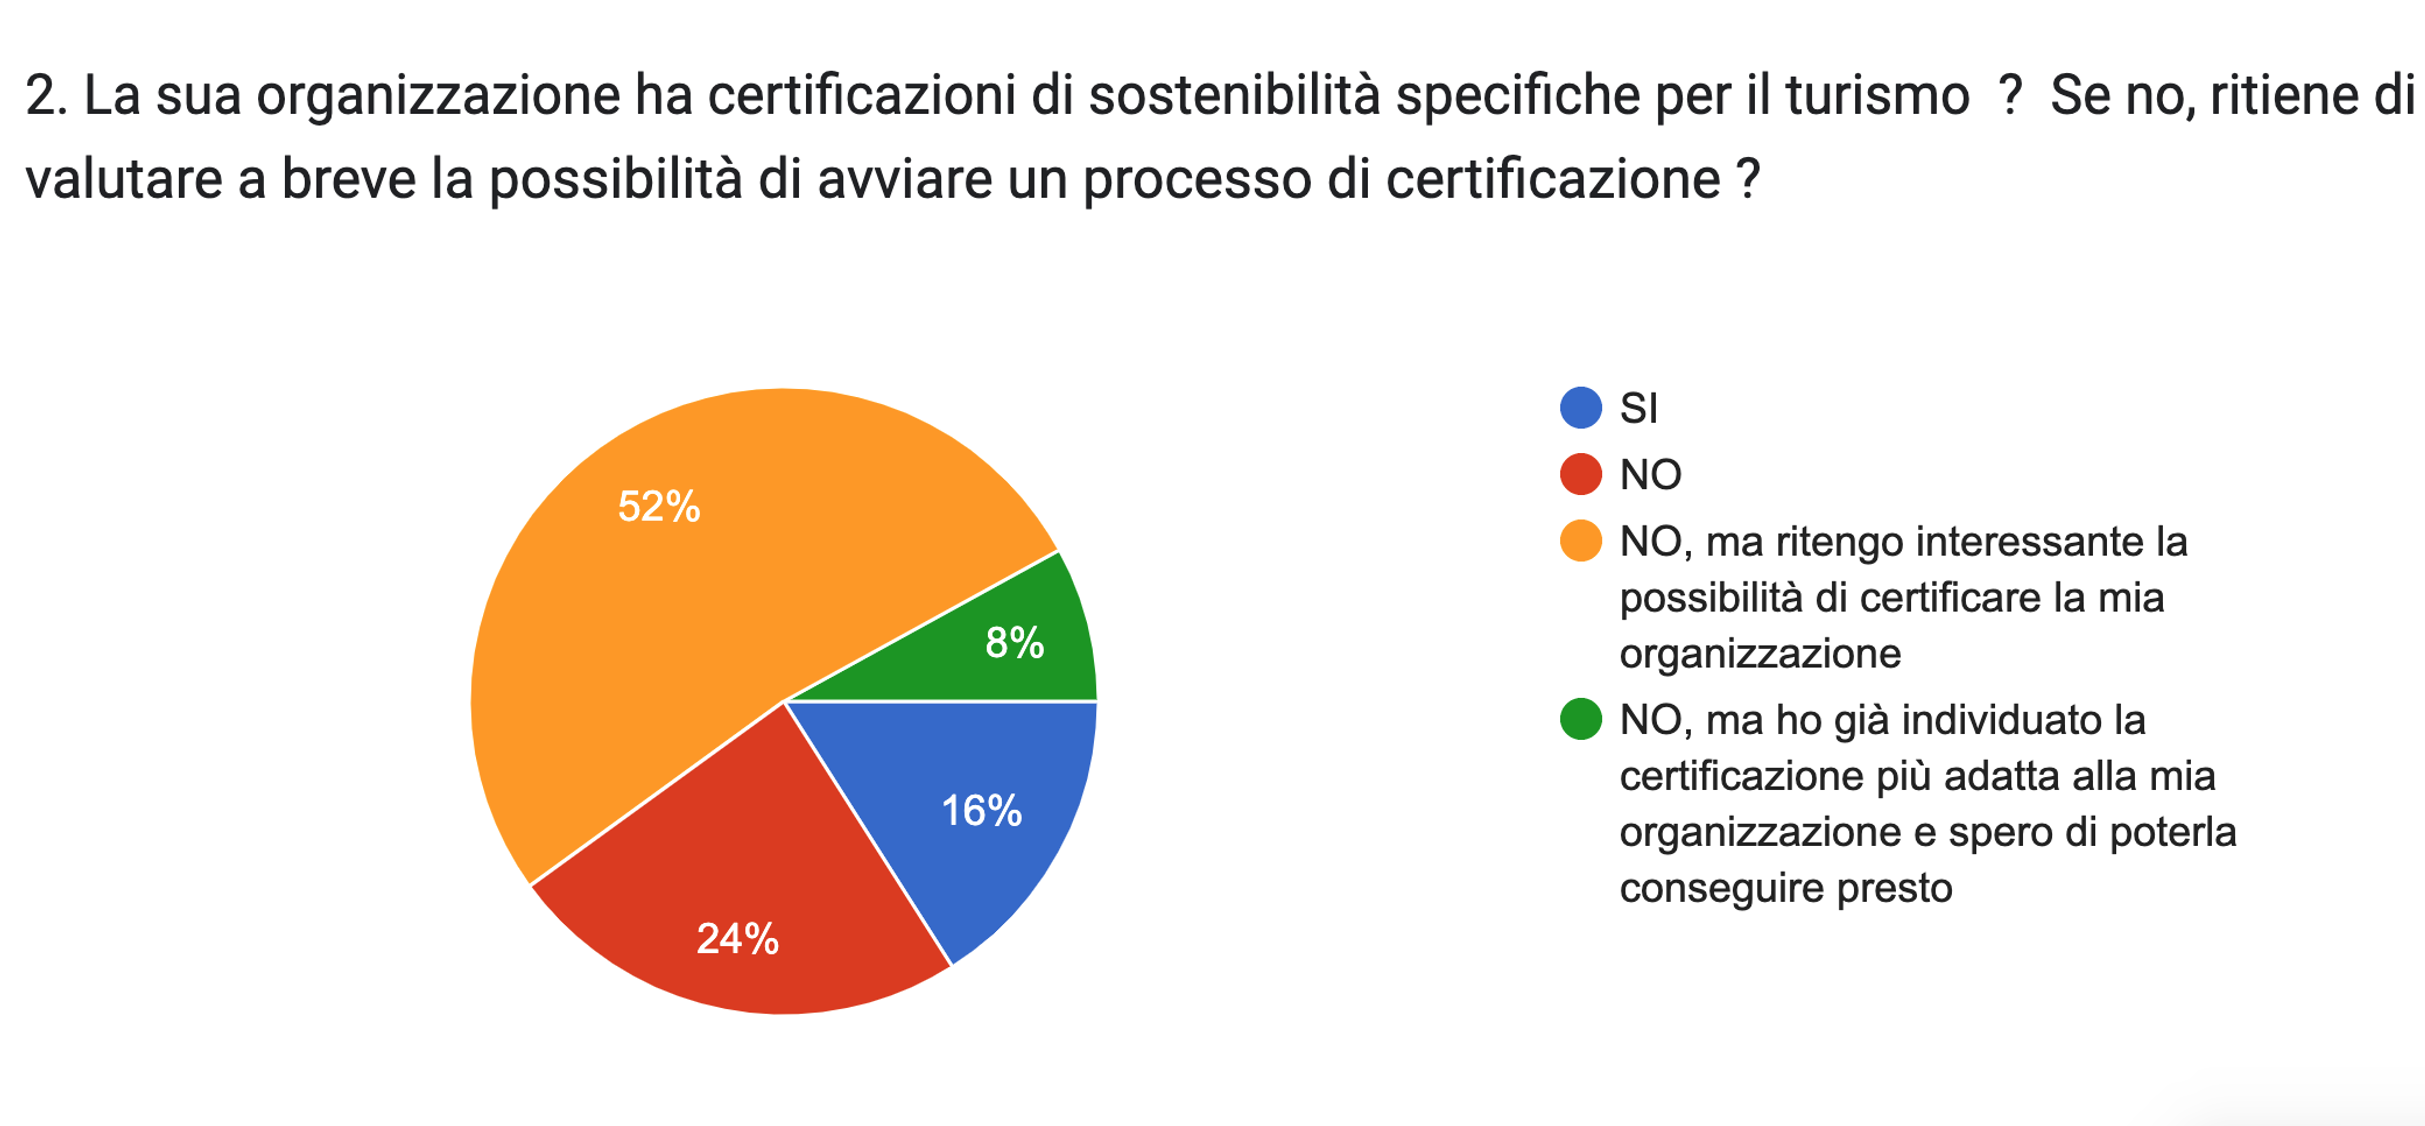 2. La sua organizzazione ha certificazioni di sostenibilità specifiche per il turismo  ?  Se no, ritiene di
valutare a breve la possibilità di avviare un processo di certificazione ?
52%
8%
16%
24%
SI
NO
NO, ma ritengo interessante la
possibilità di certificare la mia
organizzazione
NO, ma ho già individuato la
certificazione più adatta alla mia
organizzazione e spero di poterla
conseguire presto